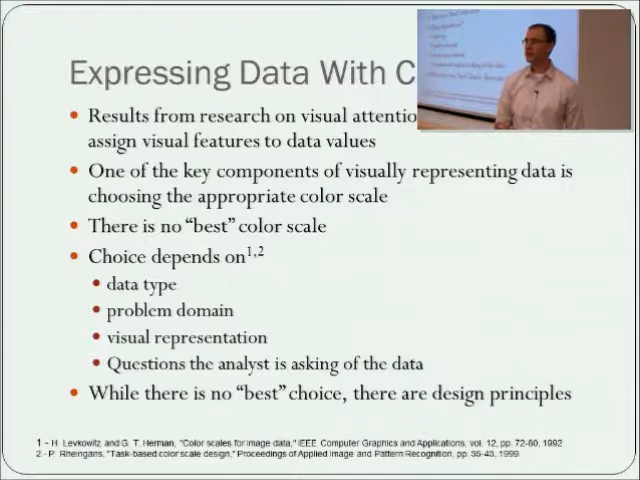 Expressing Data With C
• Results from research on visual attentio
assign visual features to data values
• One of the key components of visually representing data is
choosing the appropriate color scale
• There is no “best” color scale
• Choice depends on1,2
• data type
• problem domain
• visual representation
• Questions the analyst is asking of the data
• While there is no “best” choice, there are design principles
1 - H. Levkowitz and G. T. Herman, "Color scales for image data," IEEE Computer Graphics and Applications, vol. 12, pp. 72-80, 1992
2 - P. Rheingans, "Task-based color scale design," Proceedings of Applied Image and Pattern Recognition, pp. 35-43, 1999